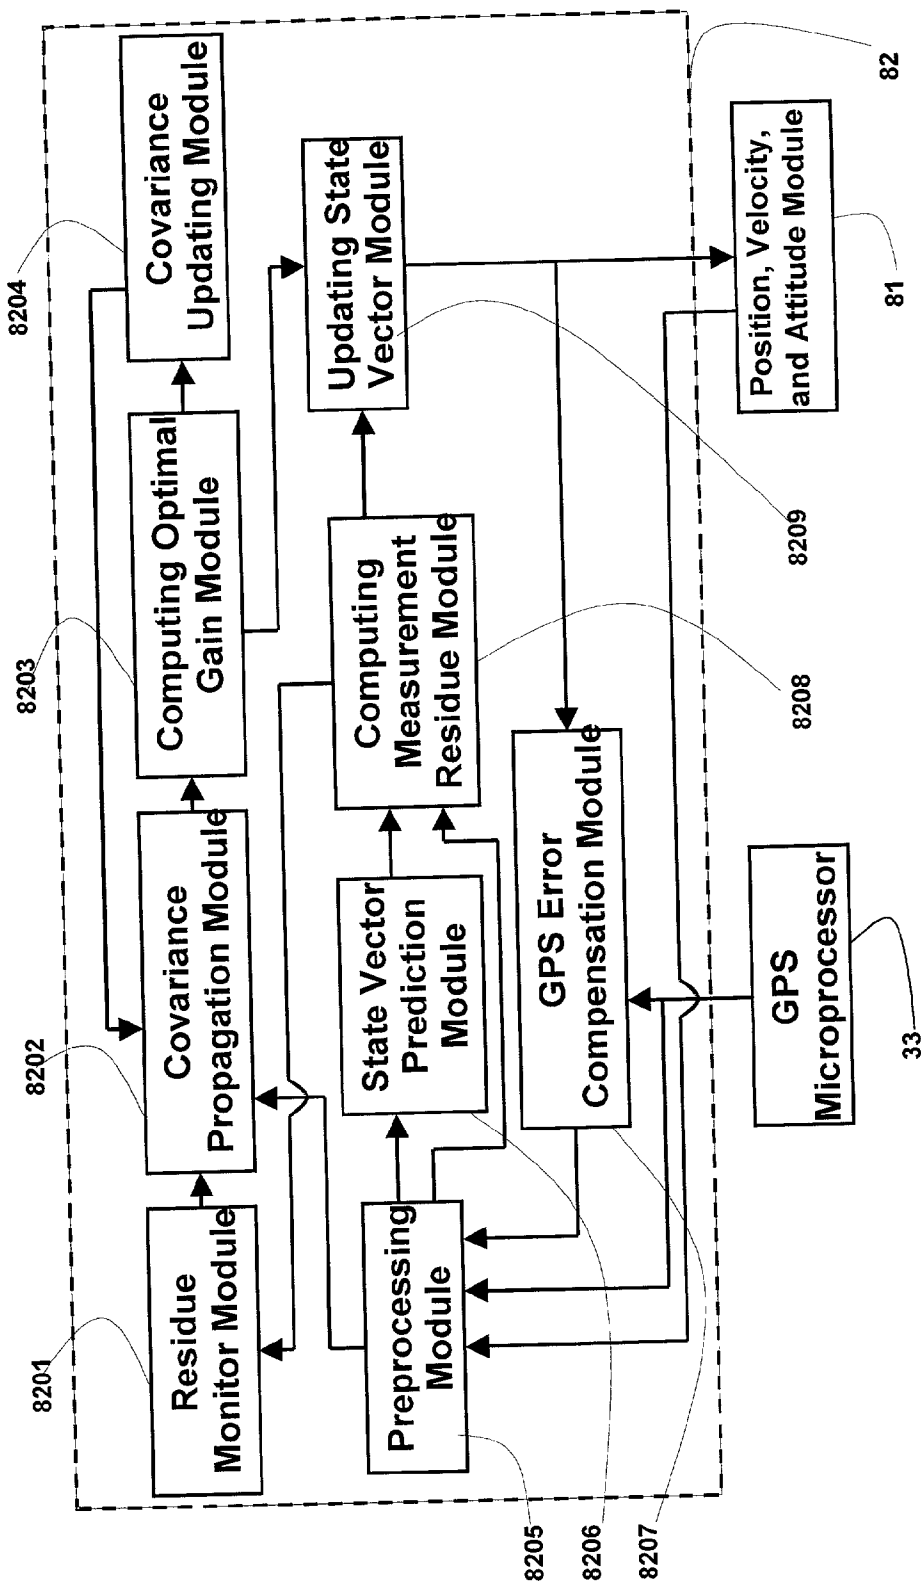 8201
8202
8203
8204
Residue
Monitor Module
Covariance
Propagation Module
Computing Optimal
Gain Module
Covariance
Updating Module
8205
Preprocessing
Module
8206
State Vector
Prediction
Module
Computing
Measurement
Residue Module
8208
Updating State
Vector Module
8209
8207
GPS Error
Compensation Module
82
GPS
Microprocessor
33
Position, Velocity,
and Attitude Module
81